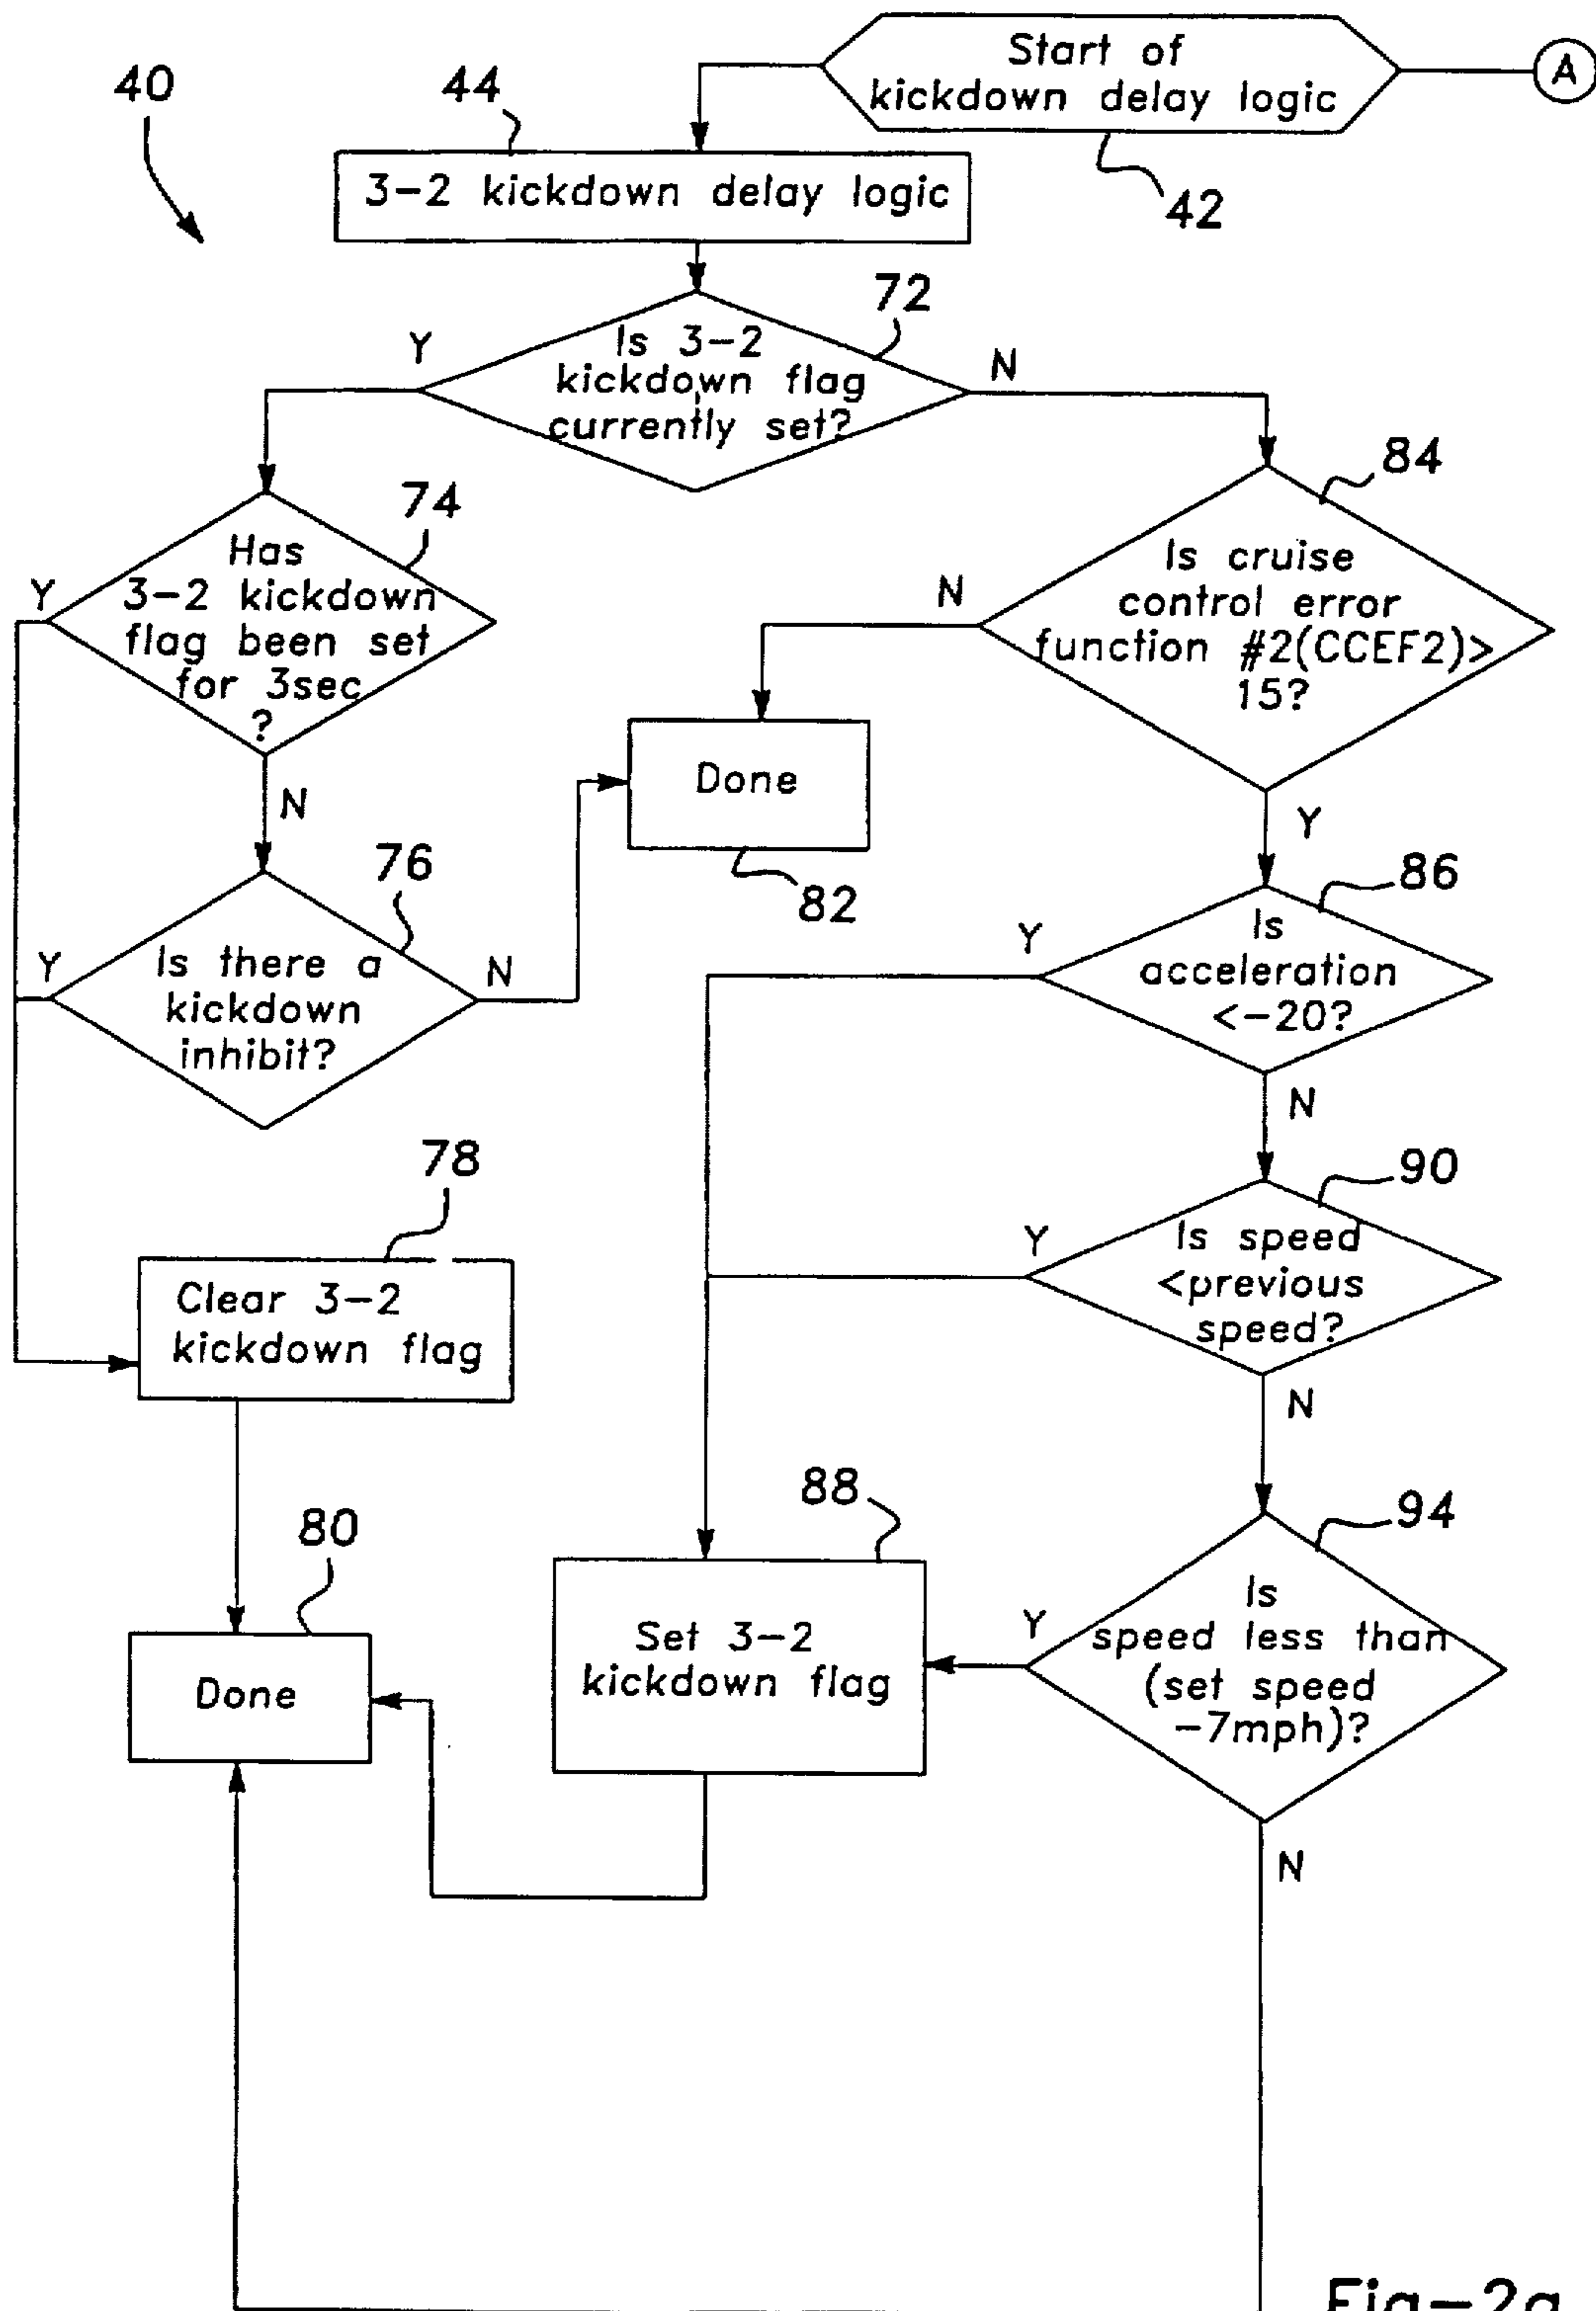 Start of
kickdown delay logic
A
40
44
42
3-2 kickdown delay logic
72
Y
Is 3-2
kickdown flag
currently set?
N
84
74
Has
3-2 kickdown
flag been set
for 3sec
?
Y
N
Is cruise
control error
function #2(CCEF2)>
15?
N
Y
Done
82
76
Is there a
kickdown
inhibit?
Y
N
86
Is
acceleration
<-20?
Y
N
78
Clear 3-2
kickdown flag
90
Is speed
<previous
speed?
Y
N
88
Set 3-2
kickdown flag
80
Done
94
Is
speed less than
(set speed
-7mph)?
Y
N
Fig-2a